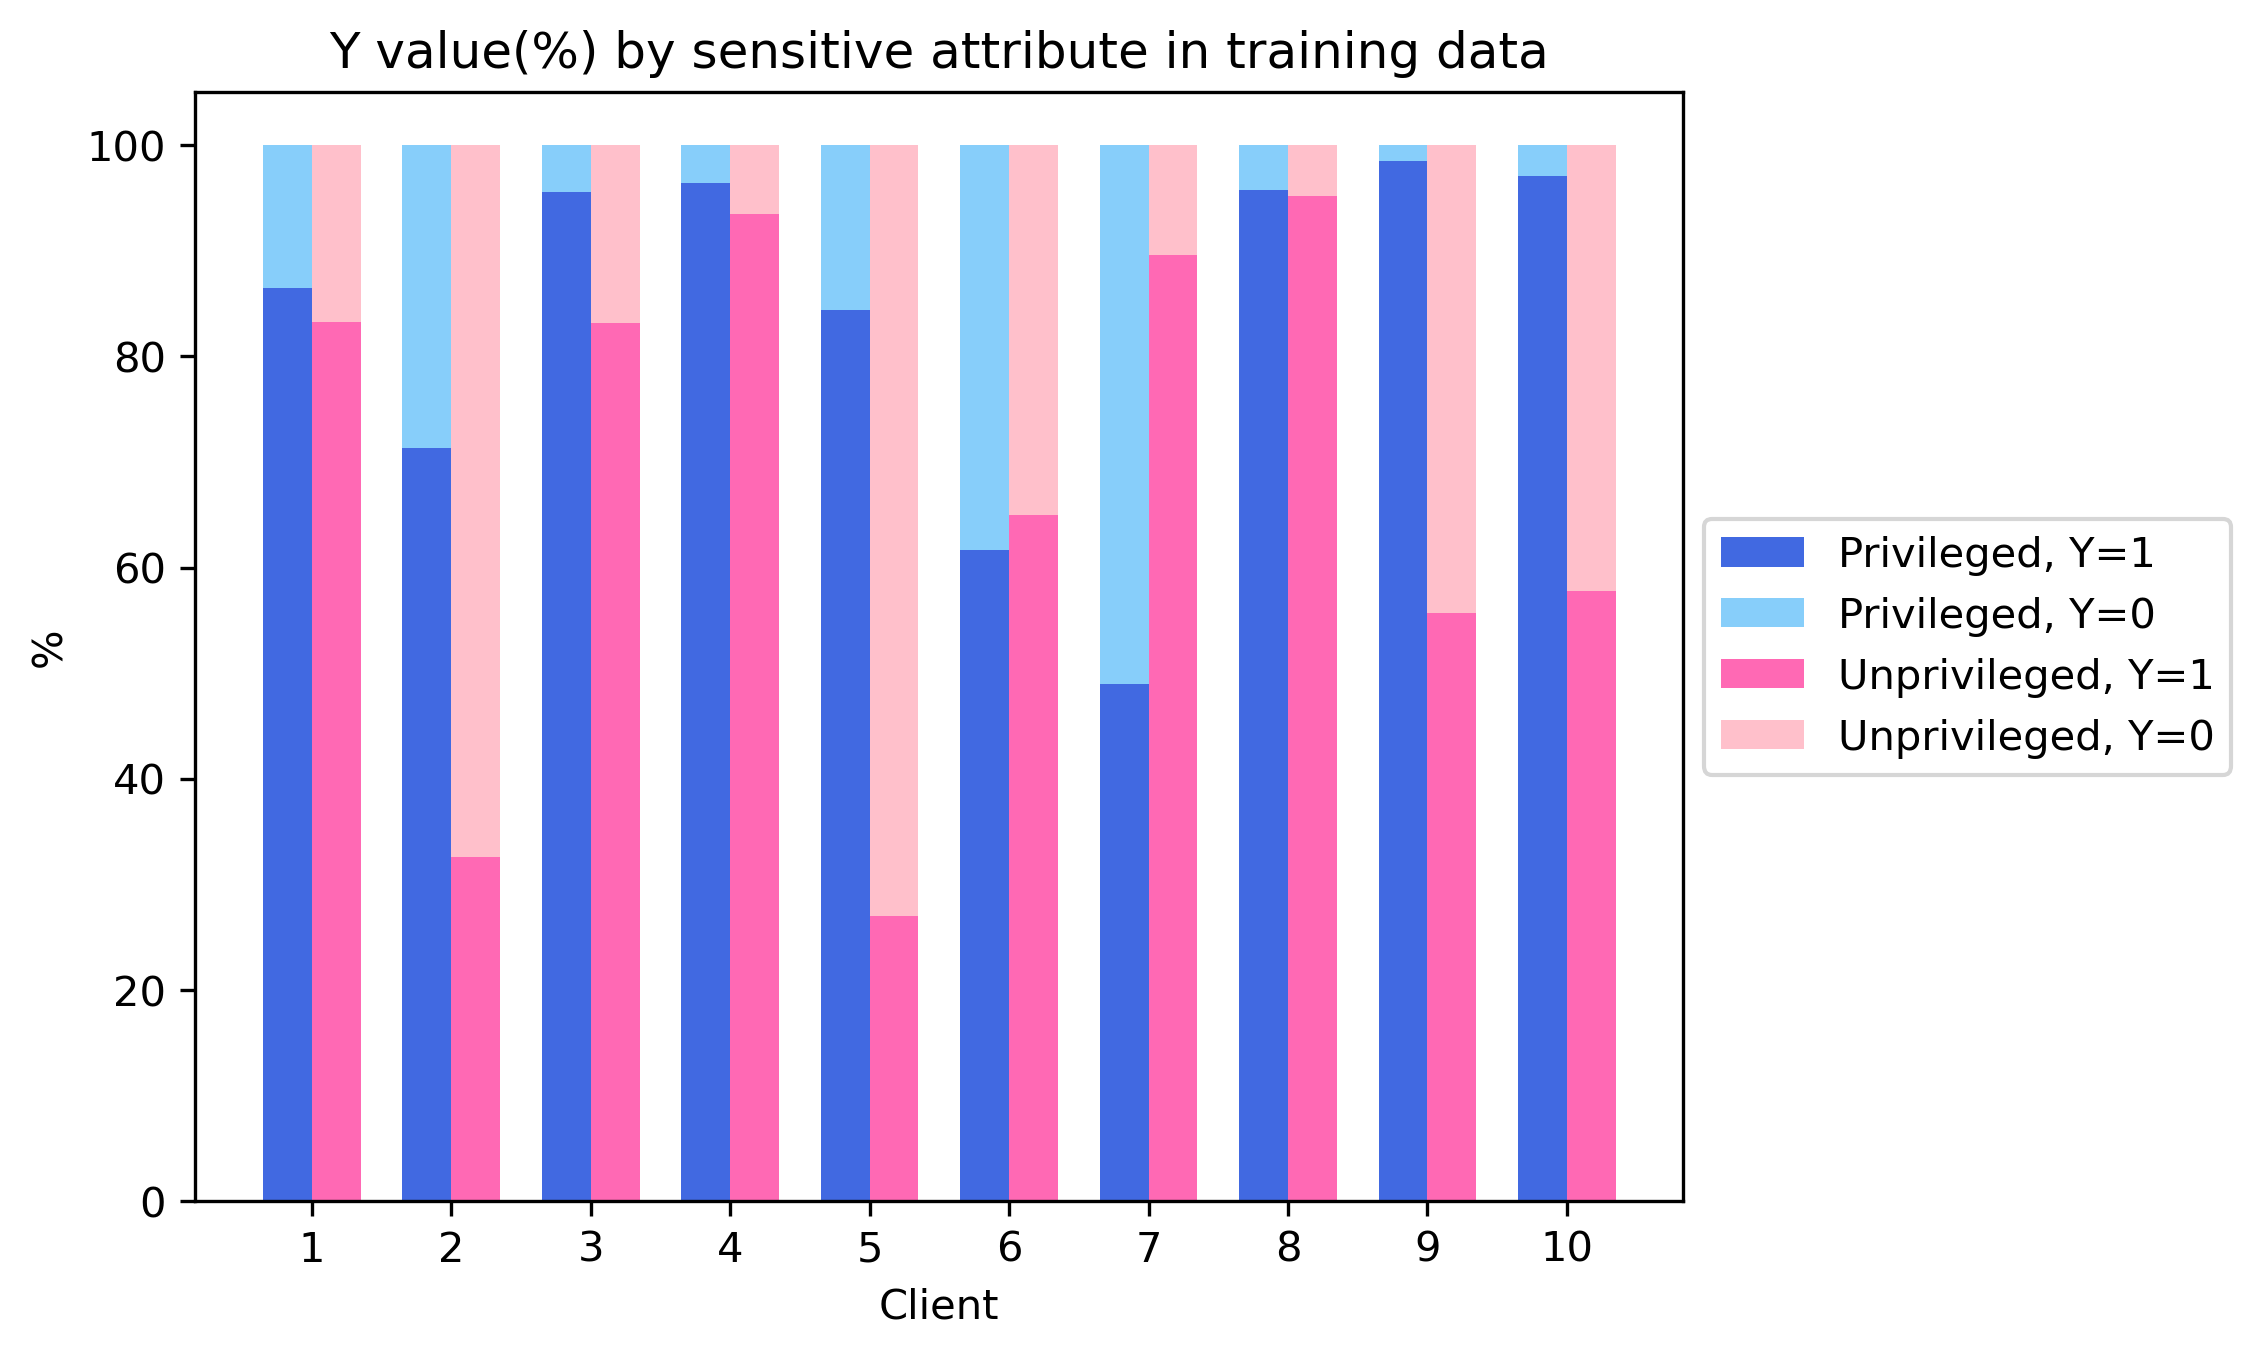 Y value(%) by sensitive attribute in training data
100
80
60
40
20
0
%
1 2 3 4 5 6 7 8 9 10
Client
Privileged, Y=1
Privileged, Y=0
Unprivileged, Y=1
Unprivileged, Y=0